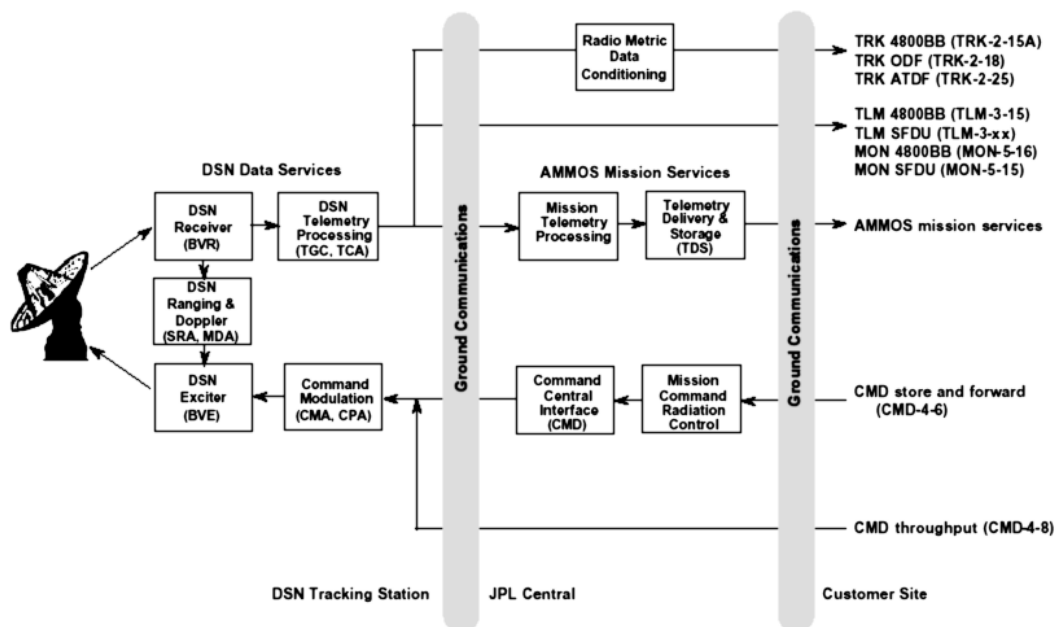 Radio Metric
Data
Conditioning
TRK 4800BB (TRK-2-15A)
TRK ODF (TRK-2-18)
TRK ATDF (TRK-2-25)
TLM 4800BB (TLM-3-15)
TLM SFDU (TLM-3-xx)
MON 4800BB (MON-5-16)
MON SFDU (MON-5-15)
DSN Data Services
AMMOS Mission Services
DSN
Receiver
(BVR)
DSN
Telemetry
Processing
(TGC, TCA)
Mission
Telemetry
Processing
Telemetry
Delivery &
Storage
(TDS)
AMMOS mission services
DSN
Ranging &
Doppler
(SRA, MDA)
Ground Communications
Ground Communications
DSN
Exciter
(BVE)
Command
Modulation
(CMA, CPA)
Command
Central
Interface
(CMD)
Mission
Command
Radiation
Control
CMD store and forward
(CMD-4-6)
CMD throughput (CMD-4-8)
DSN Tracking Station
JPL Central
Customer Site